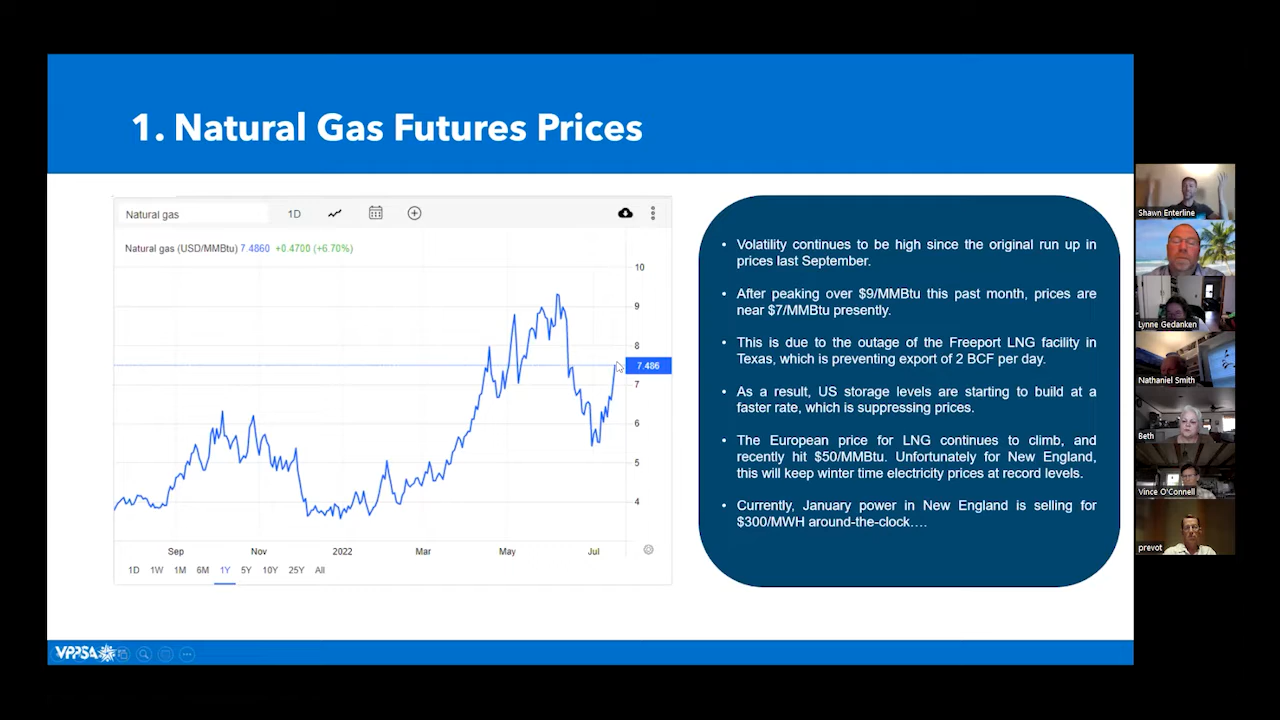 1. Natural Gas Futures Prices
Natural gas
1D
Natural gas (USD/MMBtu) 7.4860 +0.4700 (+6.70%)
10
9
8
7.486
7
6
5
4
Sep Nov 2022 Mar May Jul
1D 1W 1M 6M 1Y 5Y 10Y 25Y All
• Volatility continues to be high since the original run up in
prices last September.
• After peaking over $9/MMBtu this past month, prices are
near $7/MMBtu presently.
• This is due to the outage of the Freeport LNG facility in
Texas, which is preventing export of 2 BCF per day.
• As a result, US storage levels are starting to build at a
faster rate, which is suppressing prices.
• The European price for LNG continues to climb, and
recently hit $50/MMBtu. Unfortunately for New England,
this will keep winter time electricity prices at record levels.
• Currently, January power in New England is selling for
$300/MWH around-the-clock….
VPPSA
Shawn Enterline
Lynne Gedanken
Nathaniel Smith
Beth
Vince O'Connell
prevot